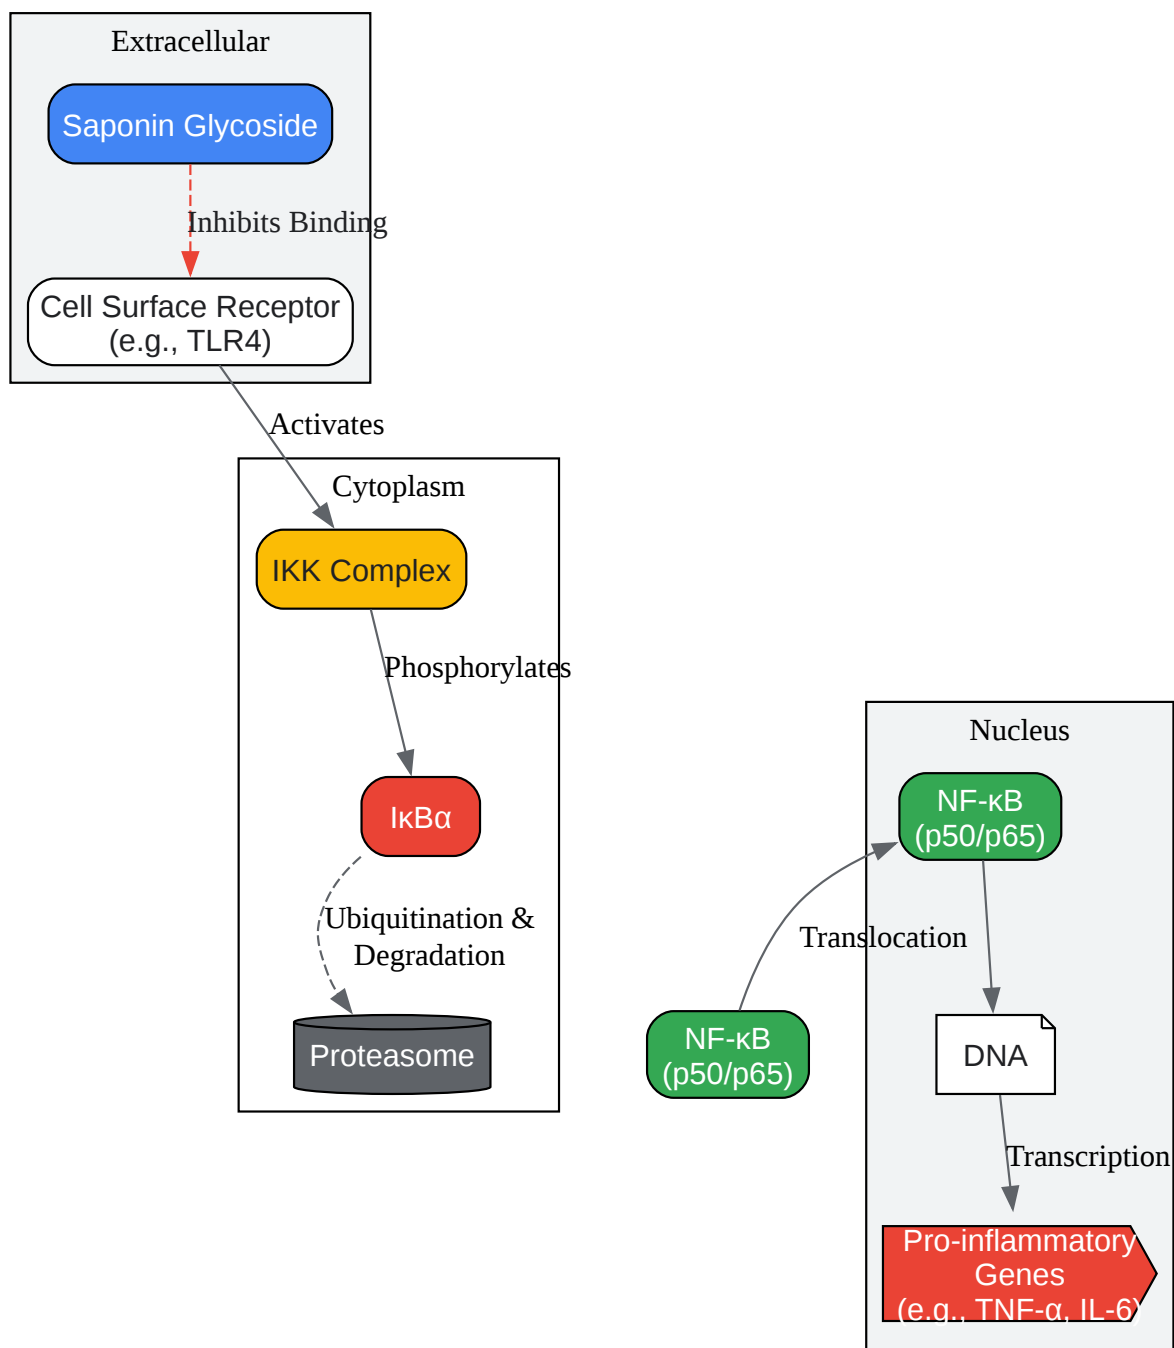 Extracellular
Saponin Glycoside
Inhibits Binding
Cell Surface Receptor
(e.g., TLR4)
Activates
Cytoplasm
IKK Complex
Phosphorylates
IκBα
Ubiquitination &
Degradation
Proteasome
NF-κB
(p50/p65)
Translocation
Nucleus
NF-κB
(p50/p65)
DNA
Transcription
Pro-inflammatory
Genes
(e.g., TNF-α, IL-6)